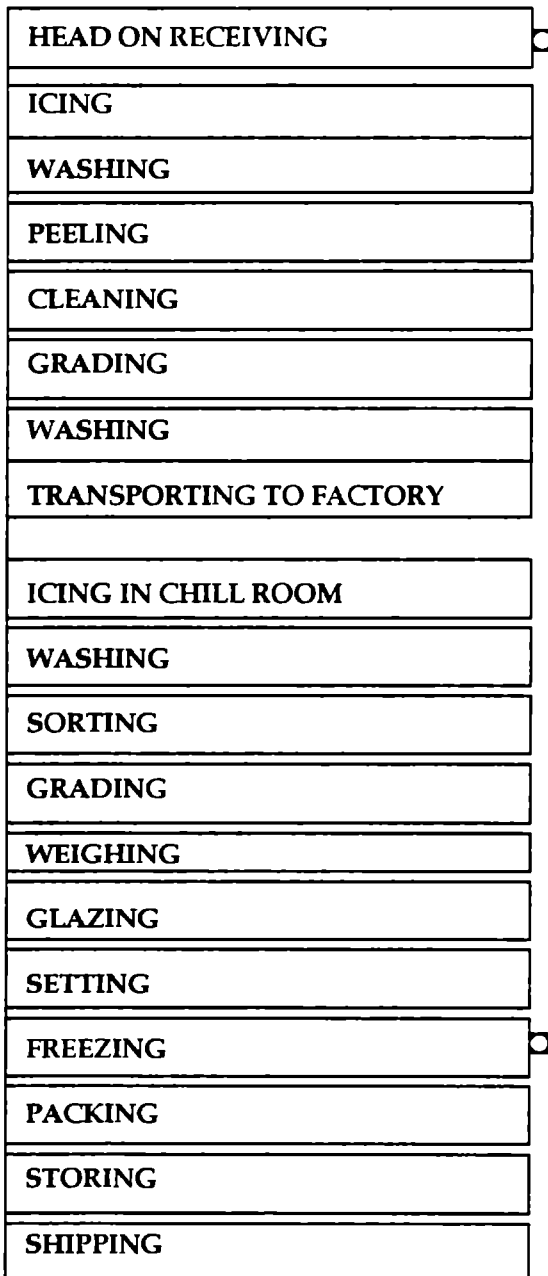 HEAD ON RECEIVING
ICING
WASHING
PEELING
CLEANING
GRADING
WASHING
TRANSPORTING TO FACTORY
ICING IN CHILL ROOM
WASHING
SORTING
GRADING
WEIGHING
GLAZING
SETTING
FREEZING
PACKING
STORING
SHIPPING